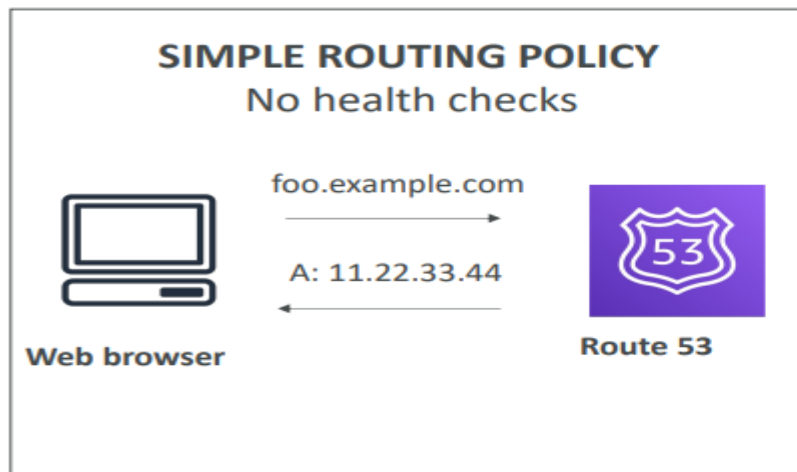 SIMPLE ROUTING POLICY
No health checks
foo.example.com
53
A: 11.22.33.44
Web browser
Route 53